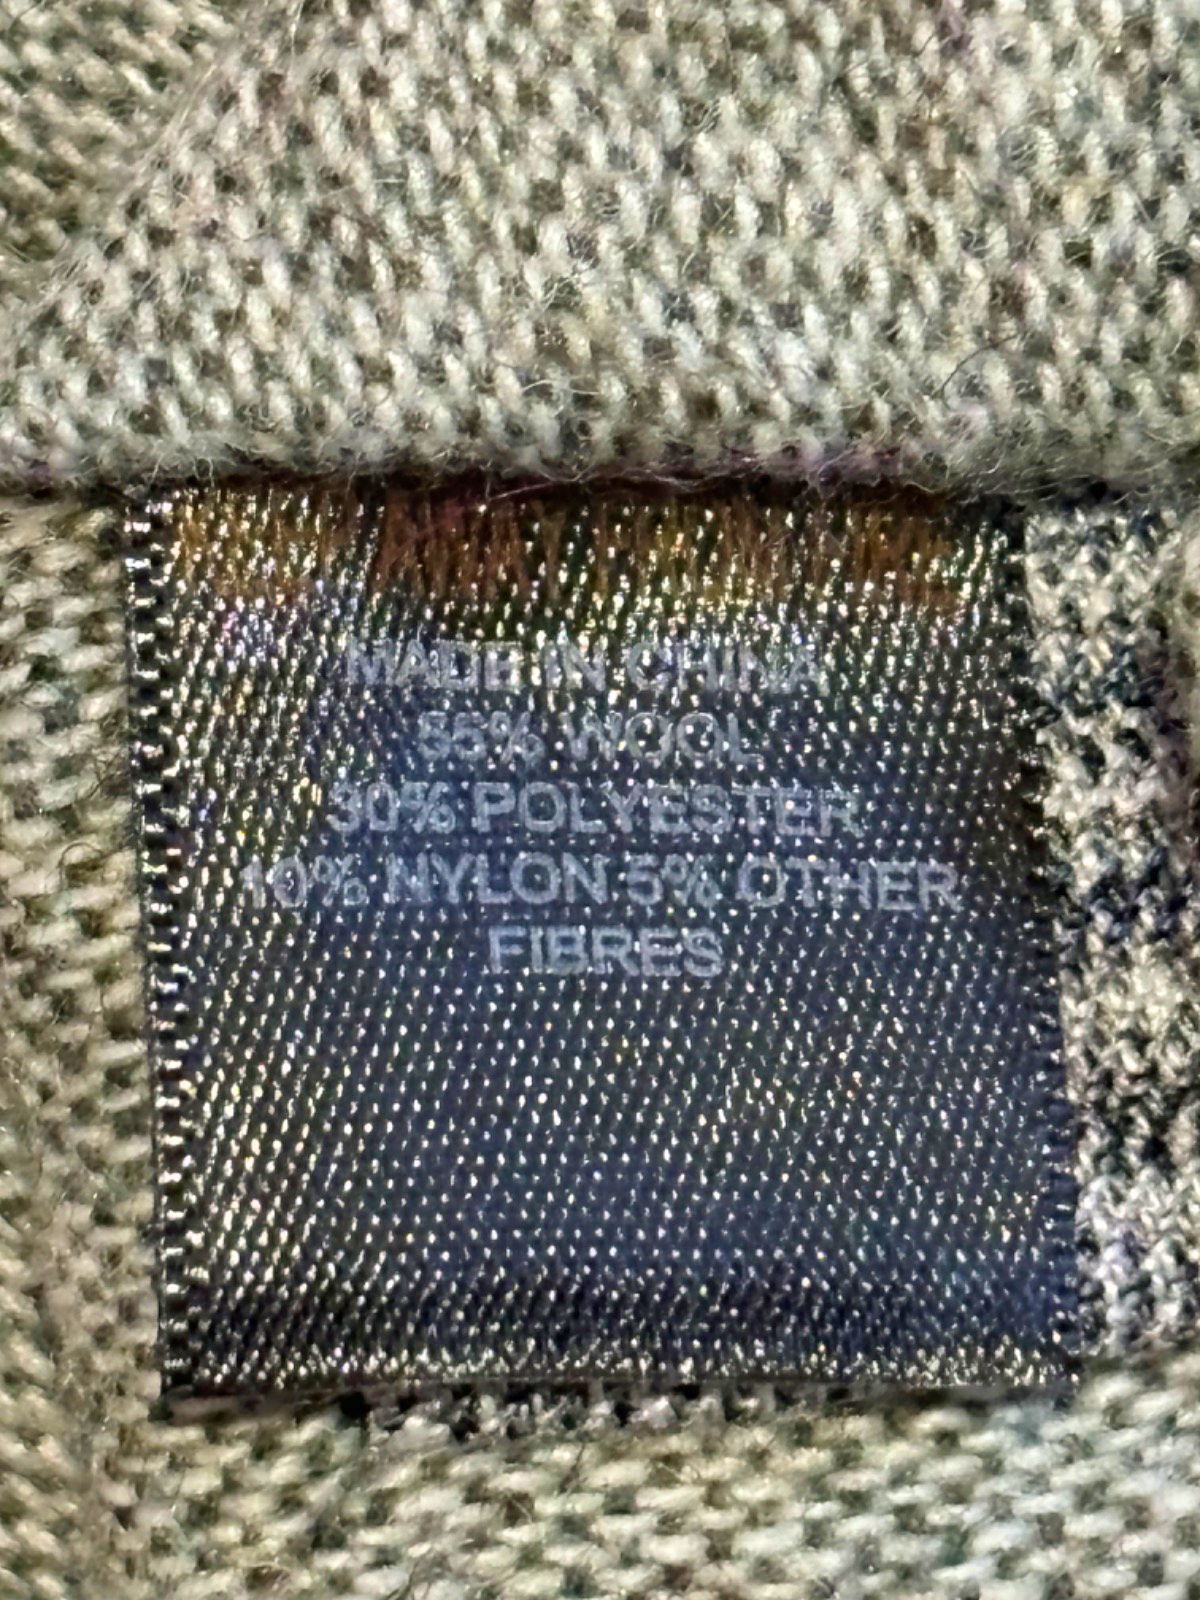 MADE IN CHINA
55% WOOL
30% POLYESTER
10% NYLON 5% OTHER
FIBRES